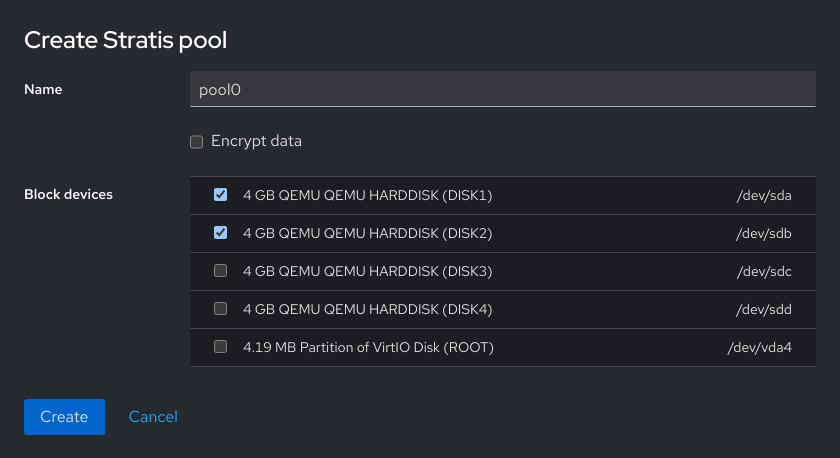 Create Stratis pool
Name pool0
Encrypt data
Block devices 4 GB QEMU QEMU HARDDISK (DISK1) /dev/sda
4 GB QEMU QEMU HARDDISK (DISK2) /dev/sdb
4 GB QEMU QEMU HARDDISK (DISK3) /dev/sdc
4 GB QEMU QEMU HARDDISK (DISK4) /dev/sdd
4.19 MB Partition of VirtIO Disk (ROOT) /dev/vda4
Create Cancel